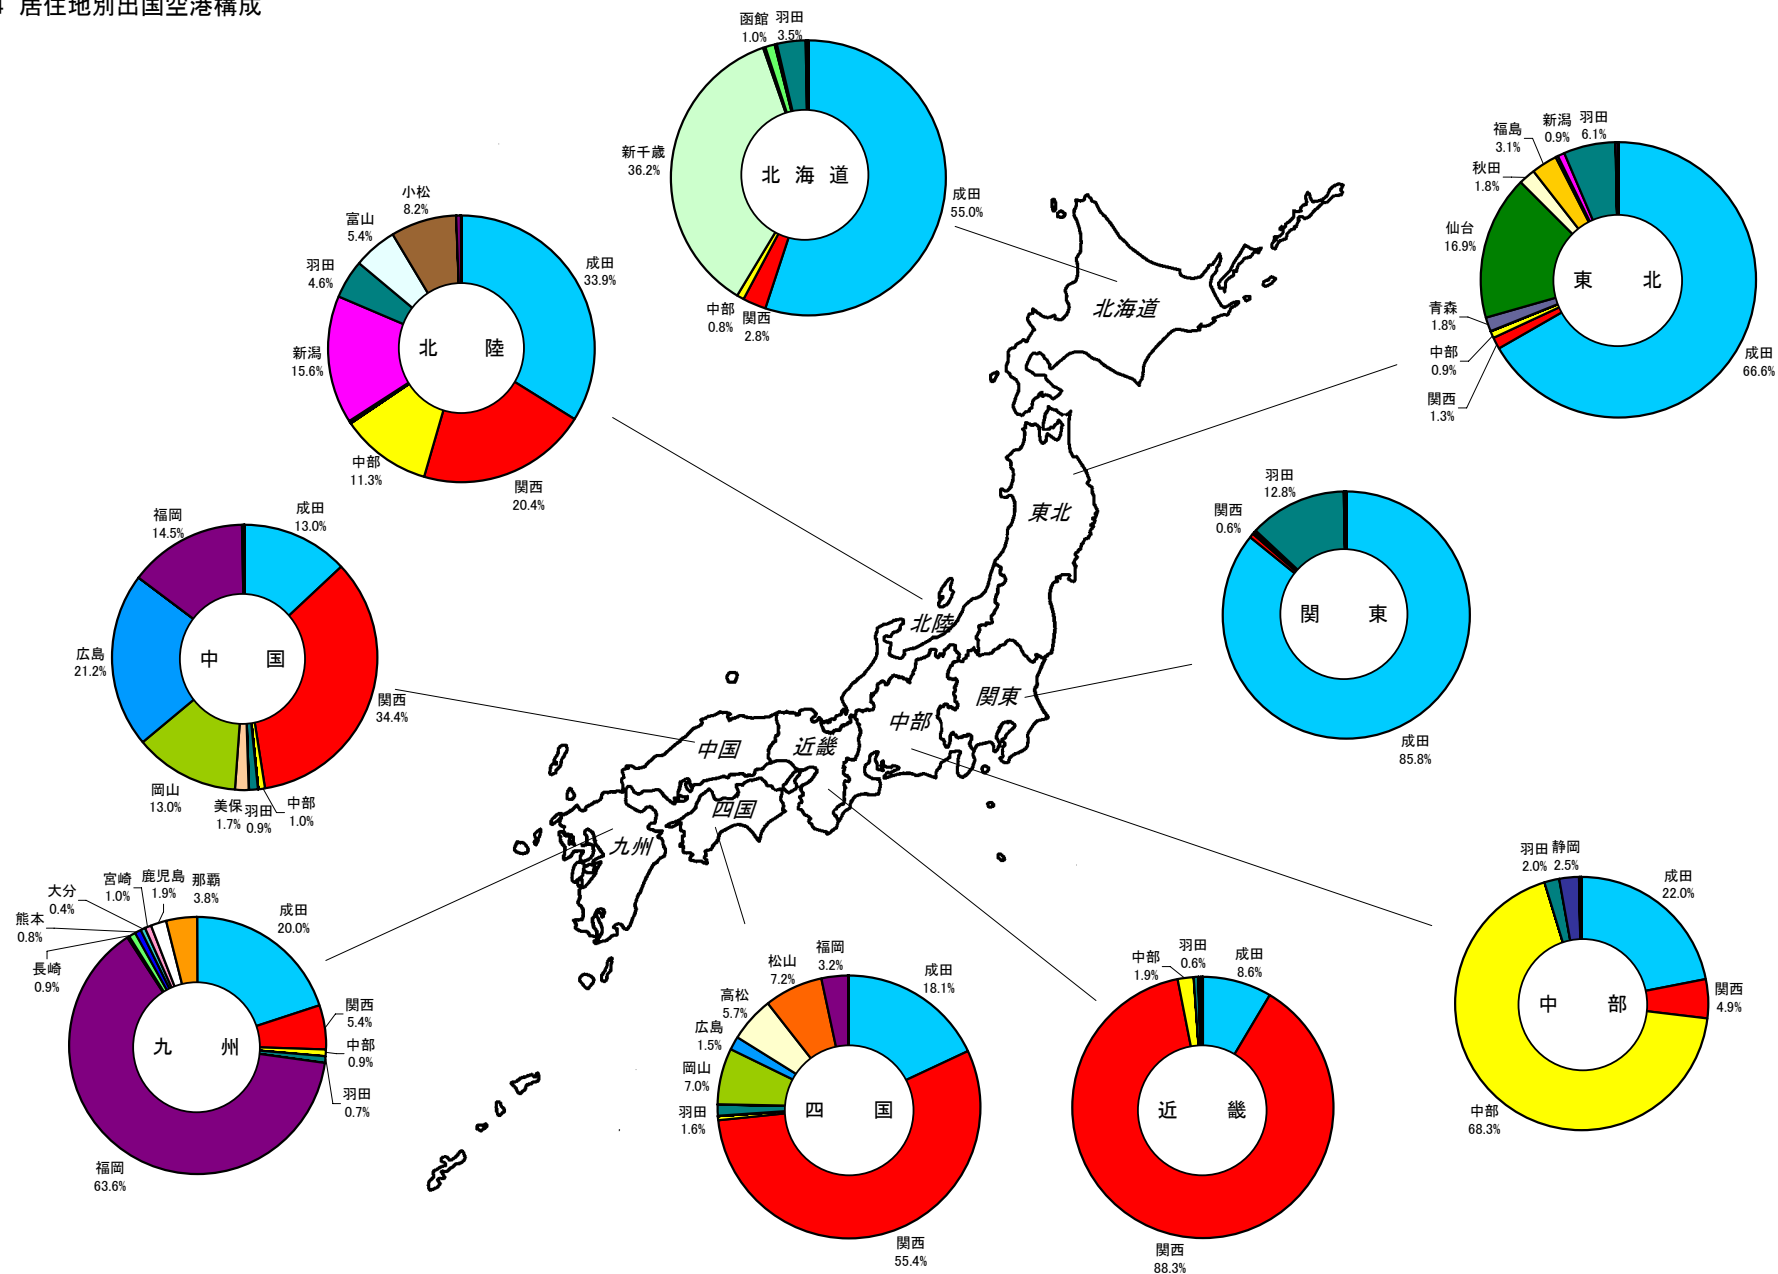 4 居住地別出国空港構成
函館
1.0%
羽田
3.5%
新千歳
36.2%
北 海 道
成田
55.0%
中部
0.8%
関西
2.8%
福島
3.1%
新潟
0.9%
羽田
6.1%
秋田
1.8%
仙台
16.9%
東 北
青森
1.8%
中部
0.9%
関西
1.3%
成田
66.6%
小松
8.2%
富山
5.4%
羽田
4.6%
成田
33.9%
北 陸
新潟
15.6%
中部
11.3%
関西
20.4%
北海道
東北
北陸
関東
中部
近畿
中国
四国
九州
羽田
12.8%
関西
0.6%
関 東
成田
85.8%
福岡
14.5%
成田
13.0%
広島
21.2%
中 国
関西
34.4%
岡山
13.0%
美保
1.7%
羽田
0.9%
中部
1.0%
大分
0.4%
宮崎
1.0%
鹿児島
1.9%
那覇
3.8%
熊本
0.8%
長崎
0.9%
成田
20.0%
関西
5.4%
九 州
中部
0.9%
羽田
0.7%
福岡
63.6%
松山
7.2%
福岡
3.2%
成田
18.1%
高松
5.7%
広島
1.5%
岡山
7.0%
羽田
1.6%
四 国
関西
55.4%
中部
1.9%
羽田
0.6%
成田
8.6%
近 畿
関西
88.3%
羽田
2.0%
静岡
2.5%
成田
22.0%
関西
4.9%
中 部
中部
68.3%